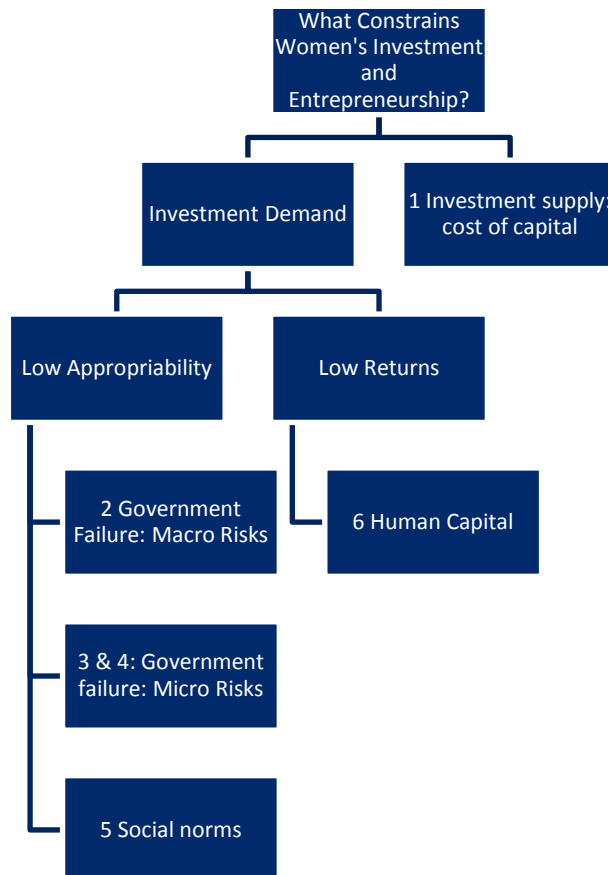 What Constrains
Women's Investment
and
Entrepreneurship?
Investment Demand
1 Investment supply:
cost of capital
Low Appropriability
Low Returns
2 Government
Failure: Macro Risks
6 Human Capital
3 & 4: Government
failure: Micro Risks
5 Social norms